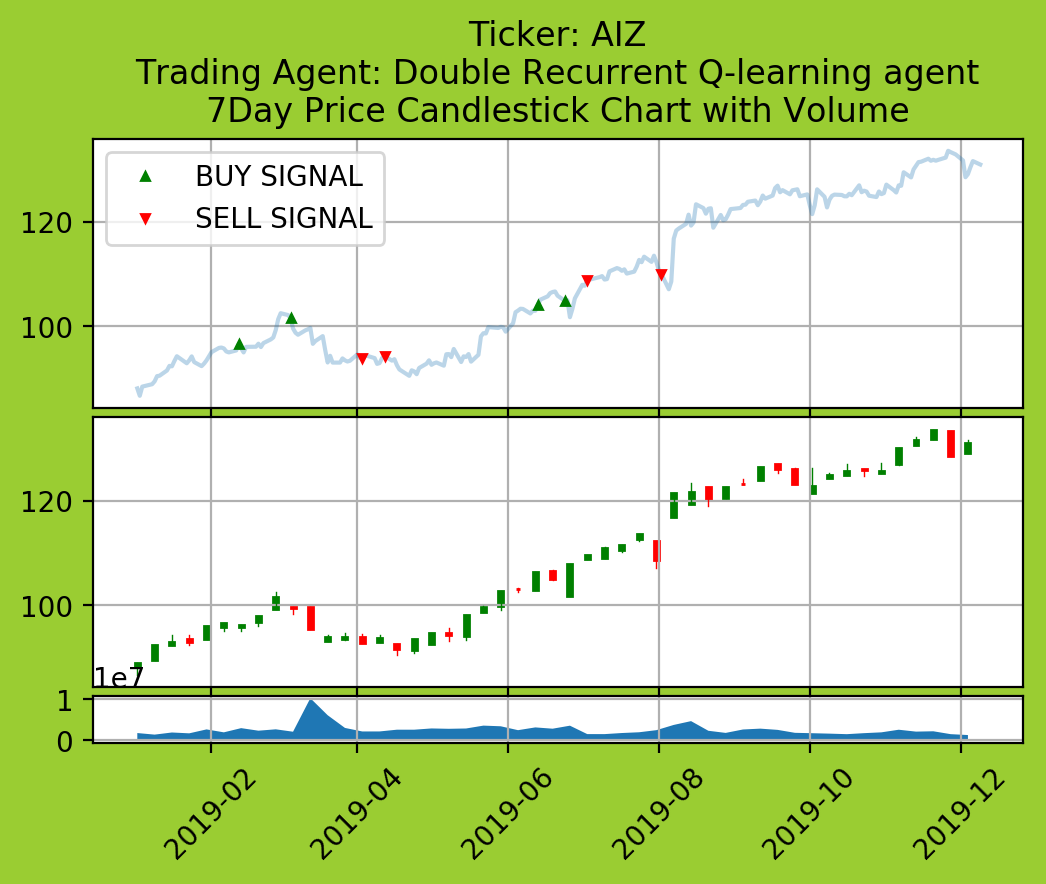 Ticker: AIZ
Trading Agent: Double Recurrent Q-learning agent
7Day Price Candlestick Chart with Volume
BUY SIGNAL
SELL SIGNAL
120
100
120
100
1e7
1
0
2019-02
2019-04
2019-06
2019-08
2019-10
2019-12